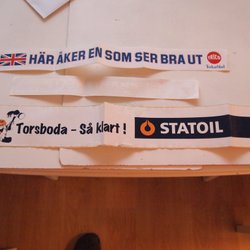 HÄR ÅKER EN SOM SER BRA UT
Torsboda - Så klart !
STATOIL